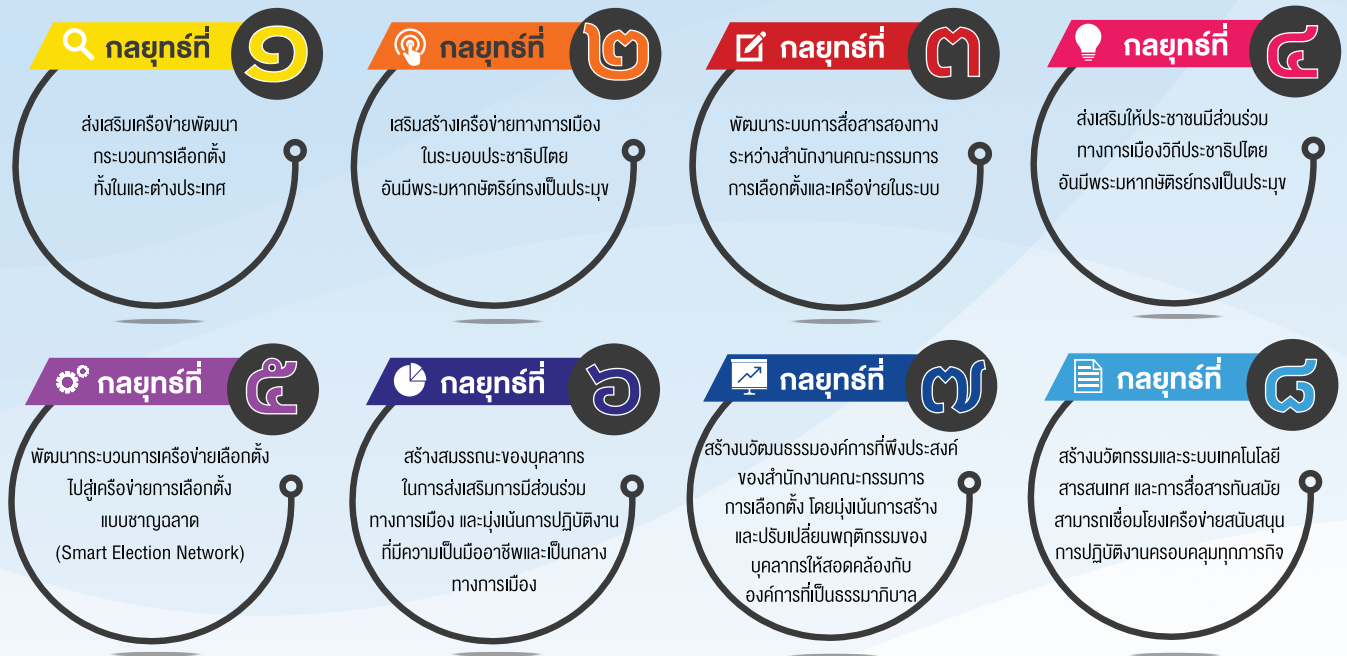 กลยุทธ์ที่ ๑
ส่งเสริมเครือข่ายพัฒนา
กระบวนการเลือกตั้ง
ทั้งในและต่างประเทศ
กลยุทธ์ที่ ๒
เสริมสร้างเครือข่ายทางการเมือง
ในระบอบประชาธิปไตย
อันมีพระมหากษัตริย์ทรงเป็นประมุข
กลยุทธ์ที่ ๓
พัฒนาระบบการสื่อสารสองทาง
ระหว่างสำนักงานคณะกรรมการ
การเลือกตั้งและเครือข่ายในระบบ
กลยุทธ์ที่ ๔
ส่งเสริมให้ประชาชนมีส่วนร่วม
ทางการเมืองวิถีประชาธิปไตย
อันมีพระมหากษัติรย์ทรงเป็นประมุข
กลยุทธ์ที่ ๕
พัฒนากระบวนการเครือข่ายเลือกตั้ง
ไปสู่เครือข่ายการเลือกตั้ง
แบบชาญฉลาด
(Smart Election Network)
กลยุทธ์ที่ ๖
สร้างสมรรถนะของบุคลากร
ในการส่งเสริมการมีส่วนร่วม
ทางการเมือง และมุ่งเน้นการปฏิบัติงาน
ที่มีความเป็นมืออาชีพและเป็นกลาง
ทางการเมือง
กลยุทธ์ที่ ๗
สร้างนวัฒนธรรมองค์การที่พึงประสงค์
ของสำนักงานคณะกรรมการ
การเลือกตั้ง โดยมุ่งเน้นการสร้าง
และปรับเปลี่ยนพฤติกรรมของ
บุคลากรให้สอดคล้องกับ
องค์การที่เป็นธรรมาภิบาล
กลยุทธ์ที่ ๘
สร้างนวัตกรรมและระบบเทคโนโลยี
สารสนเทศ และการสื่อสารทันสมัย
สามารถเชื่อมโยงเครือข่ายสนับสนุน
การปฏิบัติงานครอบคลุมทุกภารกิจ